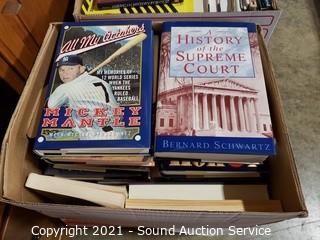 All My Octobers
MY MEMORIES OF
12 WORLD SERIES
WHEN THE
YANKEES
RULED
BASEBALL
MICKEY
MANTLE
A
HISTORY
of the
SUPREME
COURT
BERNARD SCHWARTZ
Copyright 2021 - Sound Auction Service